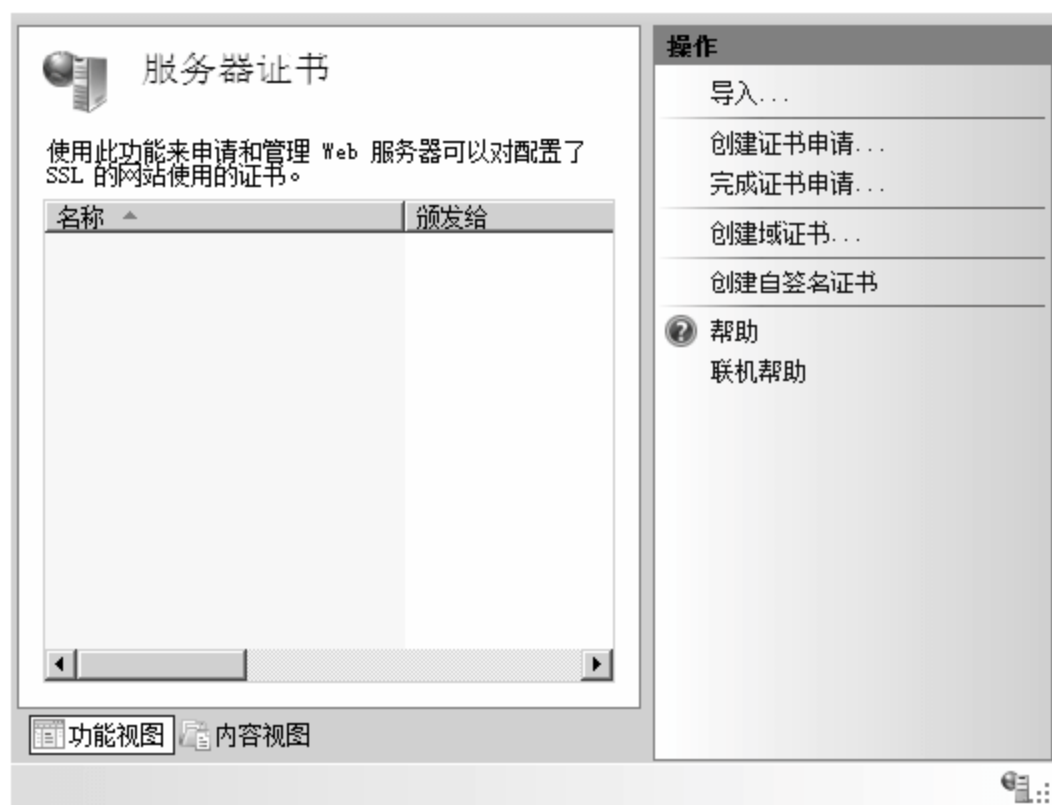 服务器证书
使用此功能来申请和管理 Web 服务器可以对配置了
SSL 的网站使用的证书。
名称
颁发给
功能视图
内容视图
操作
导入...
创建证书申请...
完成证书申请...
创建域证书...
创建自签名证书
帮助
联机帮助